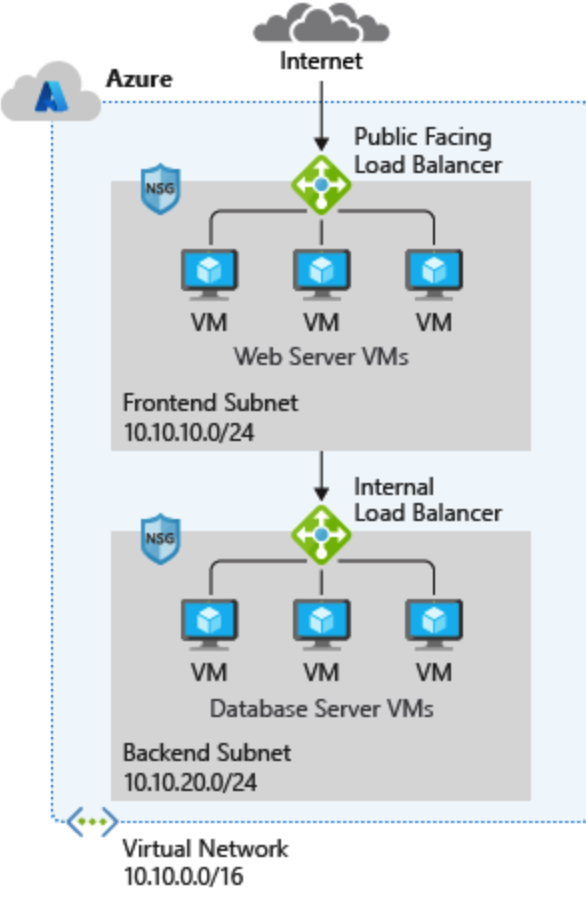 Internet
Azure
Public Facing
Load Balancer
NSG
VM
VM
VM
Web Server VMs
Frontend Subnet
10.10.10.0/24
Internal
Load Balancer
NSG
VM
VM
VM
Database Server VMs
Backend Subnet
10.10.20.0/24
Virtual Network
10.10.0.0/16